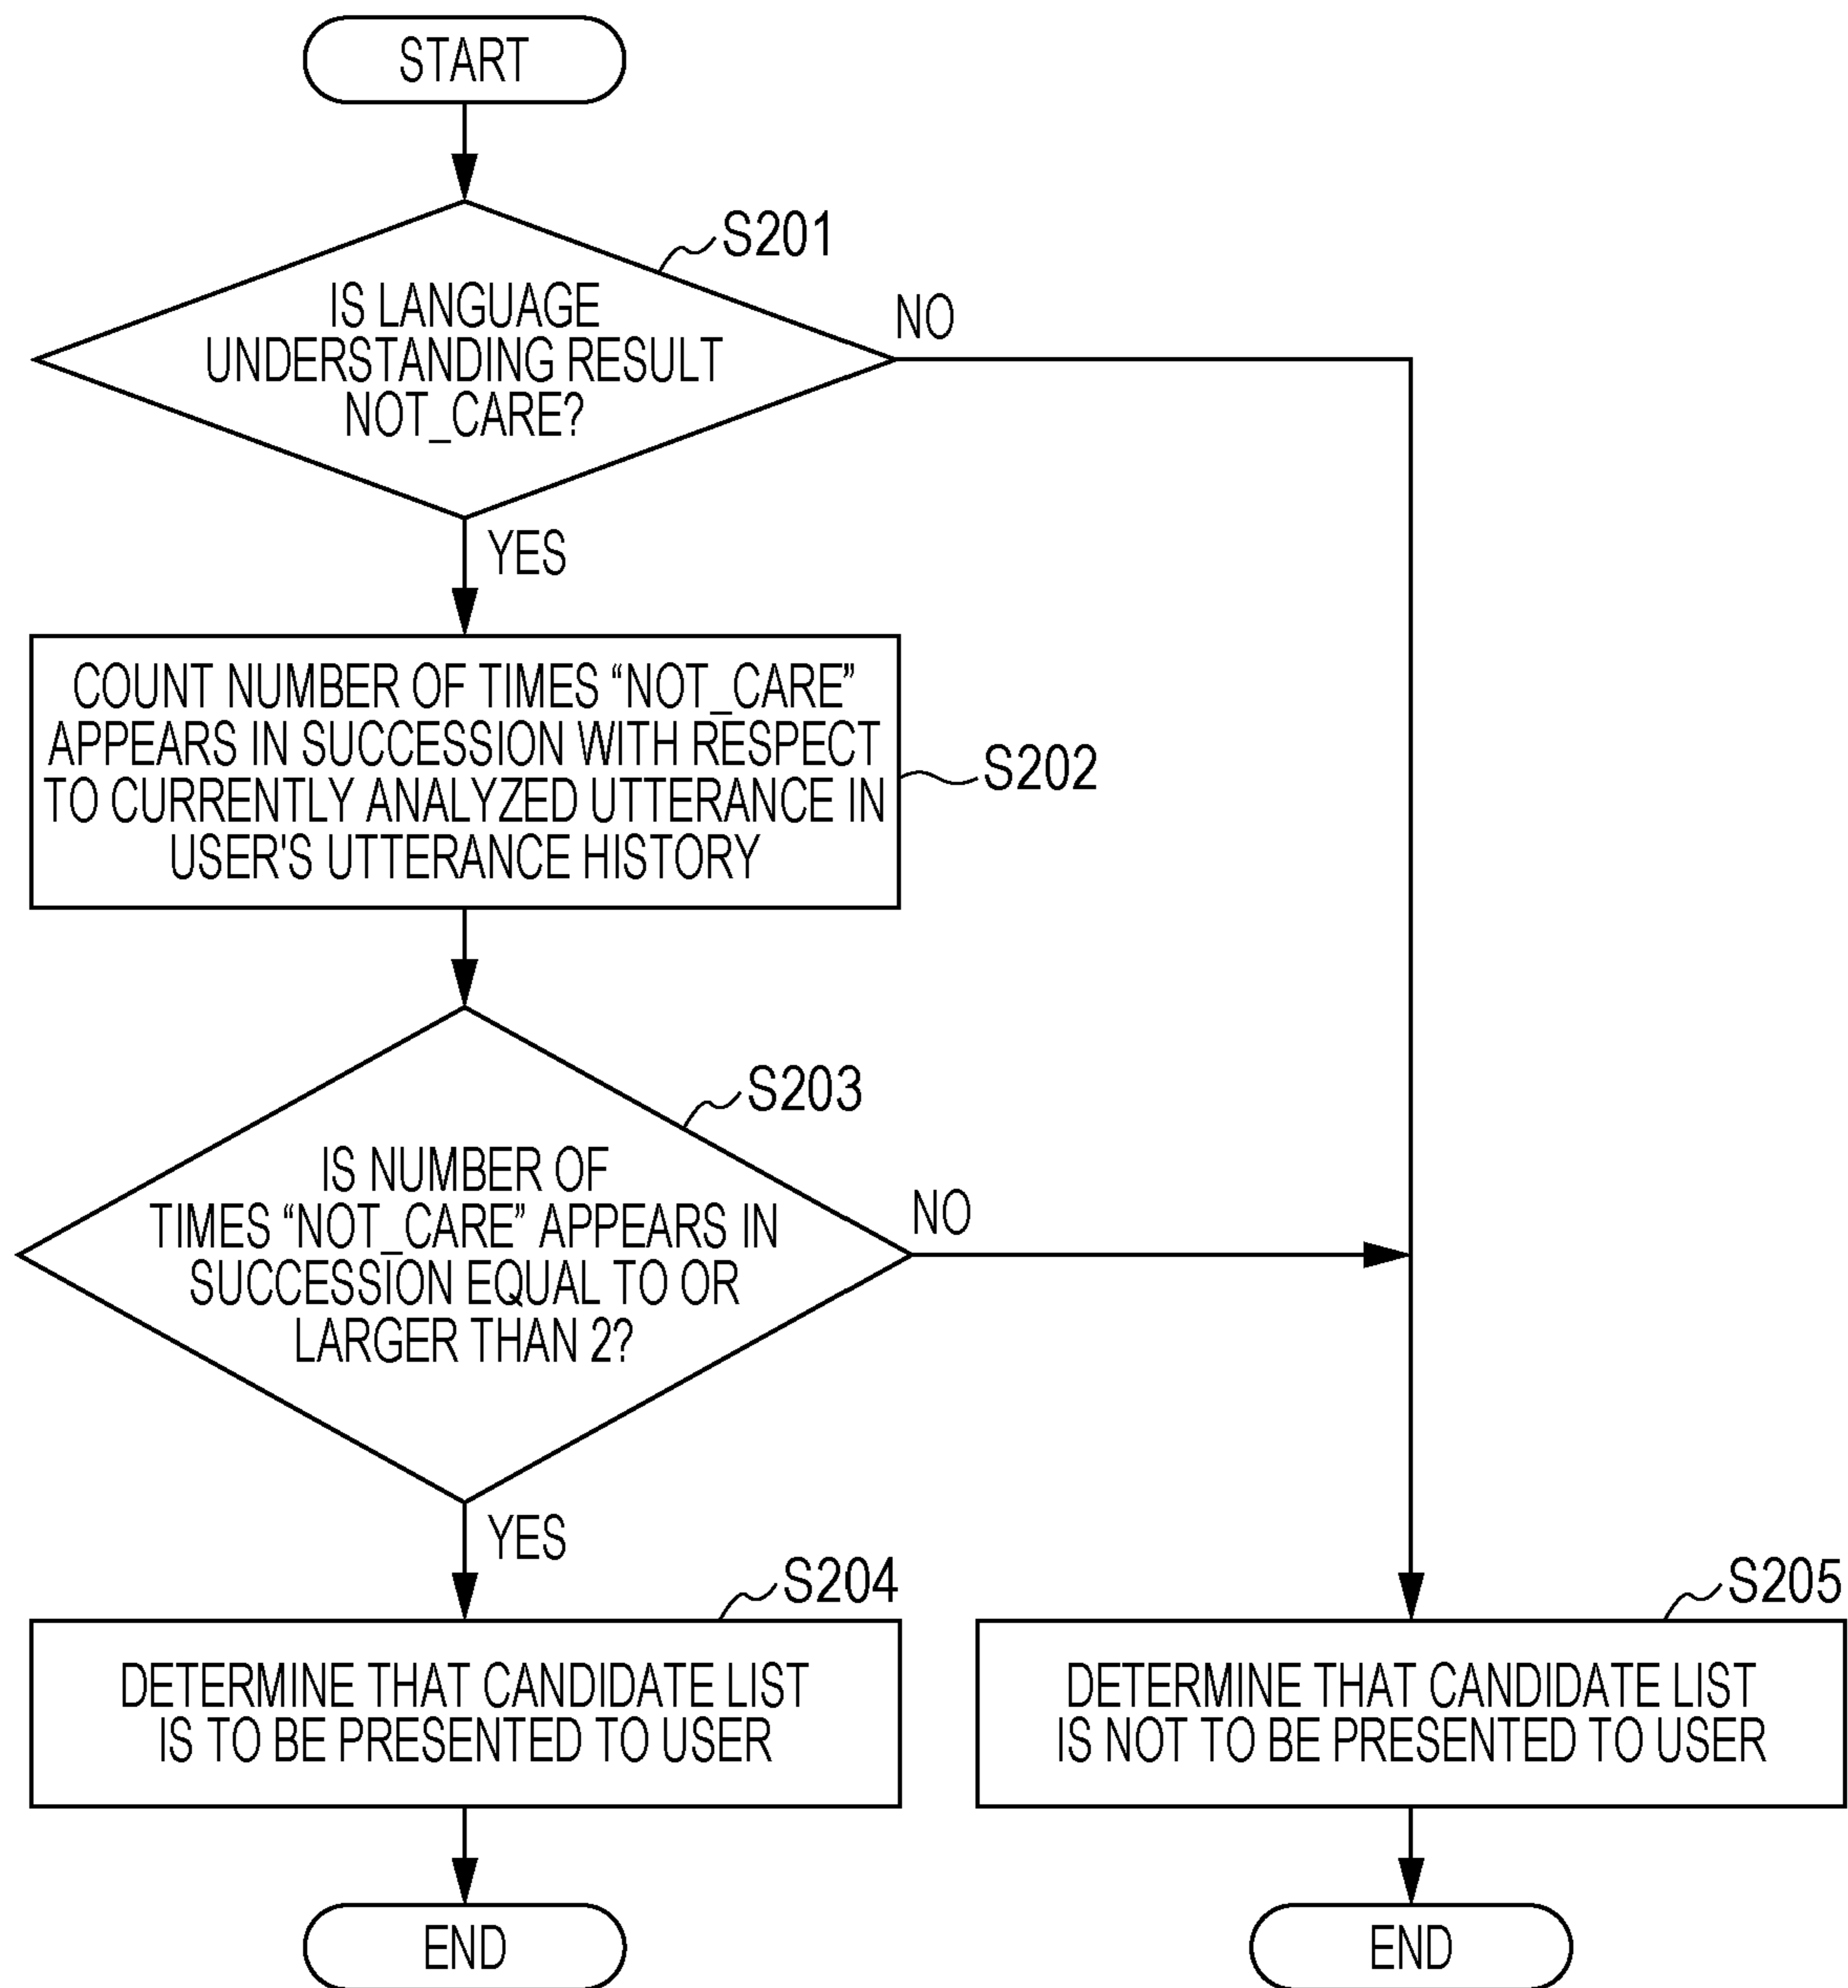 START
S201
IS LANGUAGE
UNDERSTANDING RESULT
NOT_CARE?
NO
YES
COUNT NUMBER OF TIMES “NOT_CARE”
APPEARS IN SUCCESSION WITH RESPECT
TO CURRENTLY ANALYZED UTTERANCE IN
USER'S UTTERANCE HISTORY
S202
S203
IS NUMBER OF
TIMES “NOT_CARE” APPEARS IN
SUCCESSION EQUAL TO OR
LARGER THAN 2?
NO
YES
S204
DETERMINE THAT CANDIDATE LIST
IS TO BE PRESENTED TO USER
S205
DETERMINE THAT CANDIDATE LIST
IS NOT TO BE PRESENTED TO USER
END
END